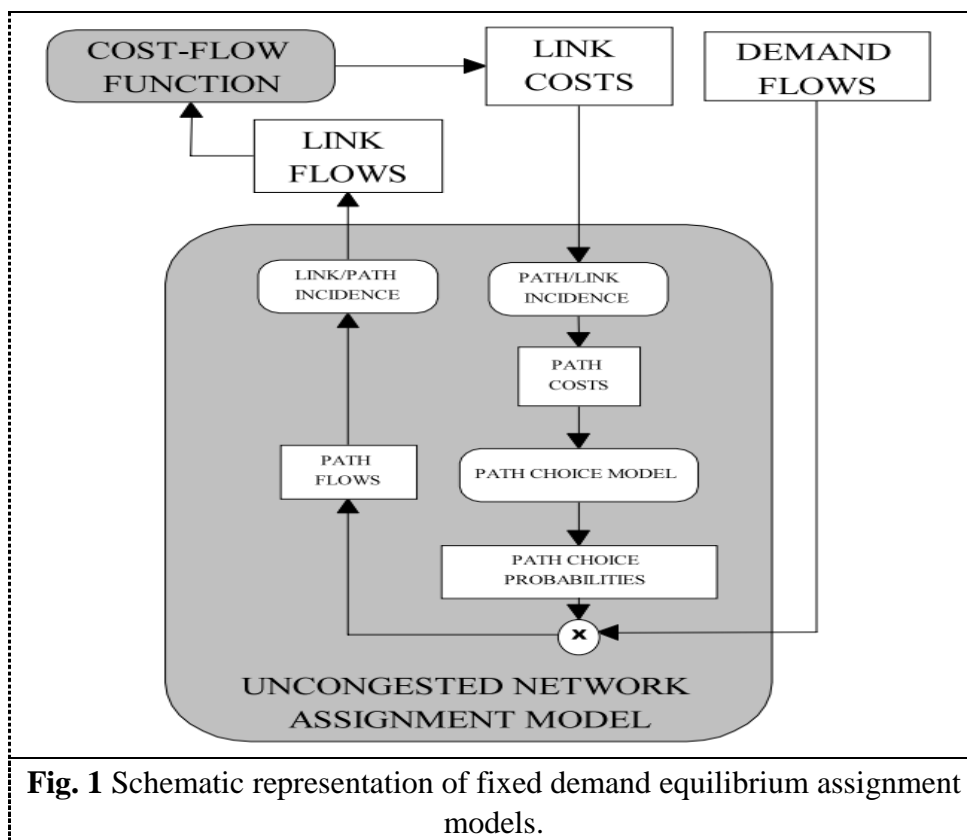 COST-FLOW
FUNCTION
LINK
COSTS
DEMAND
FLOWS
LINK
FLOWS
LINK/PATH
INCIDENCE
PATH/LINK
INCIDENCE
PATH
COSTS
PATH
FLOWS
PATH CHOICE MODEL
PATH CHOICE
PROBABILITIES
x
UNCONGESTED NETWORK
ASSIGNMENT MODEL
Fig. 1 Schematic representation of fixed demand equilibrium assignment
models.